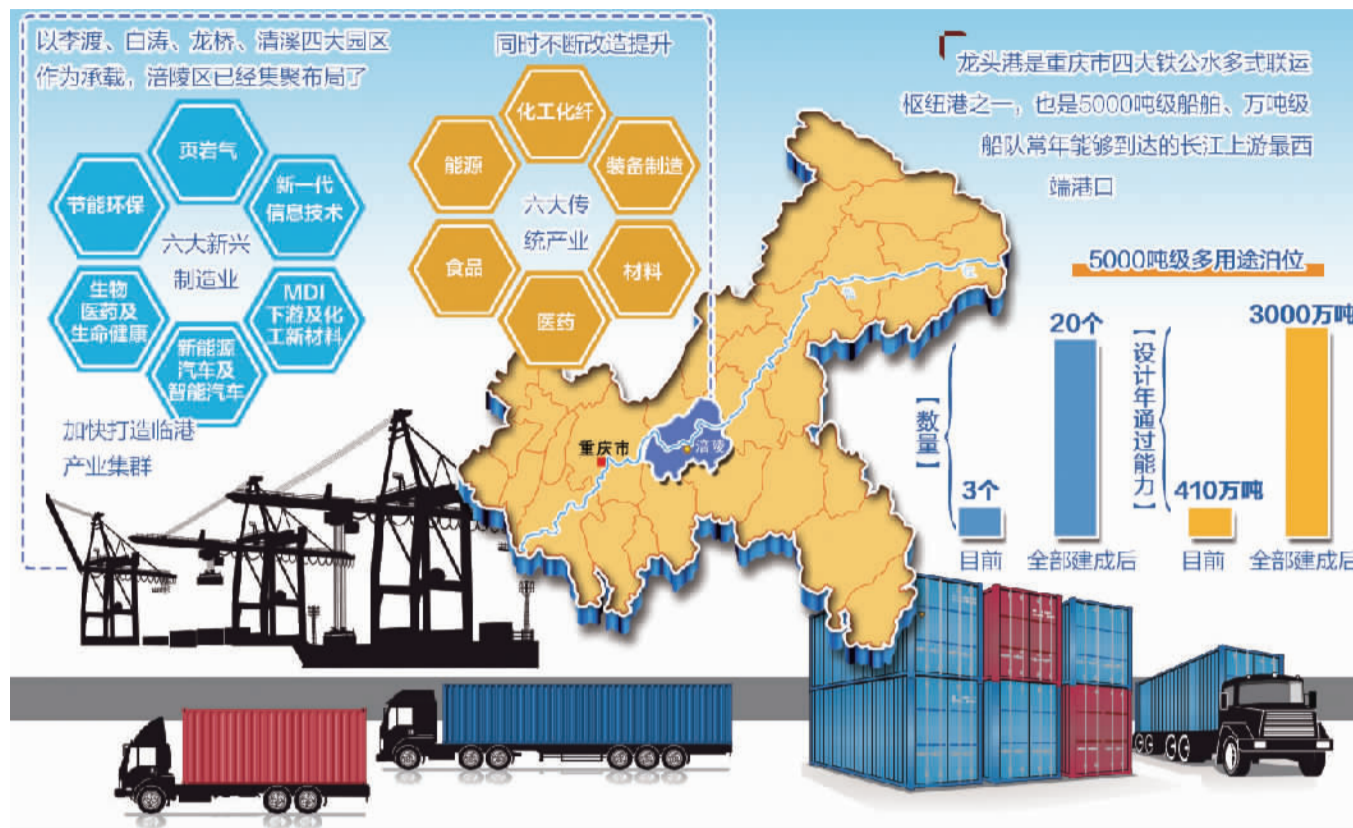 以李渡、白涛、龙桥、清溪四大园区
作为承载，涪陵区已经集聚布局了
页岩气
新一代
信息技术
MDI
下游及化
工新材料
新能源
汽车及
智能汽车
生物
医药及
生命健康
节能环保
六大新兴
制造业
加快打造临港
产业集群
同时不断改造提升
化工化纤
装备制造
材料
医药
食品
能源
六大传
统产业
龙头港是重庆市四大铁公水多式联运
枢纽港之一，也是5000吨级船舶、万吨级
船队常年能够到达的长江上游最西
端港口
重庆市
涪陵
5000吨级多用途泊位
【数量】
3个
目前
20个
全部建成后
【设计年通过能力】
410万吨
目前
3000万吨
全部建成后